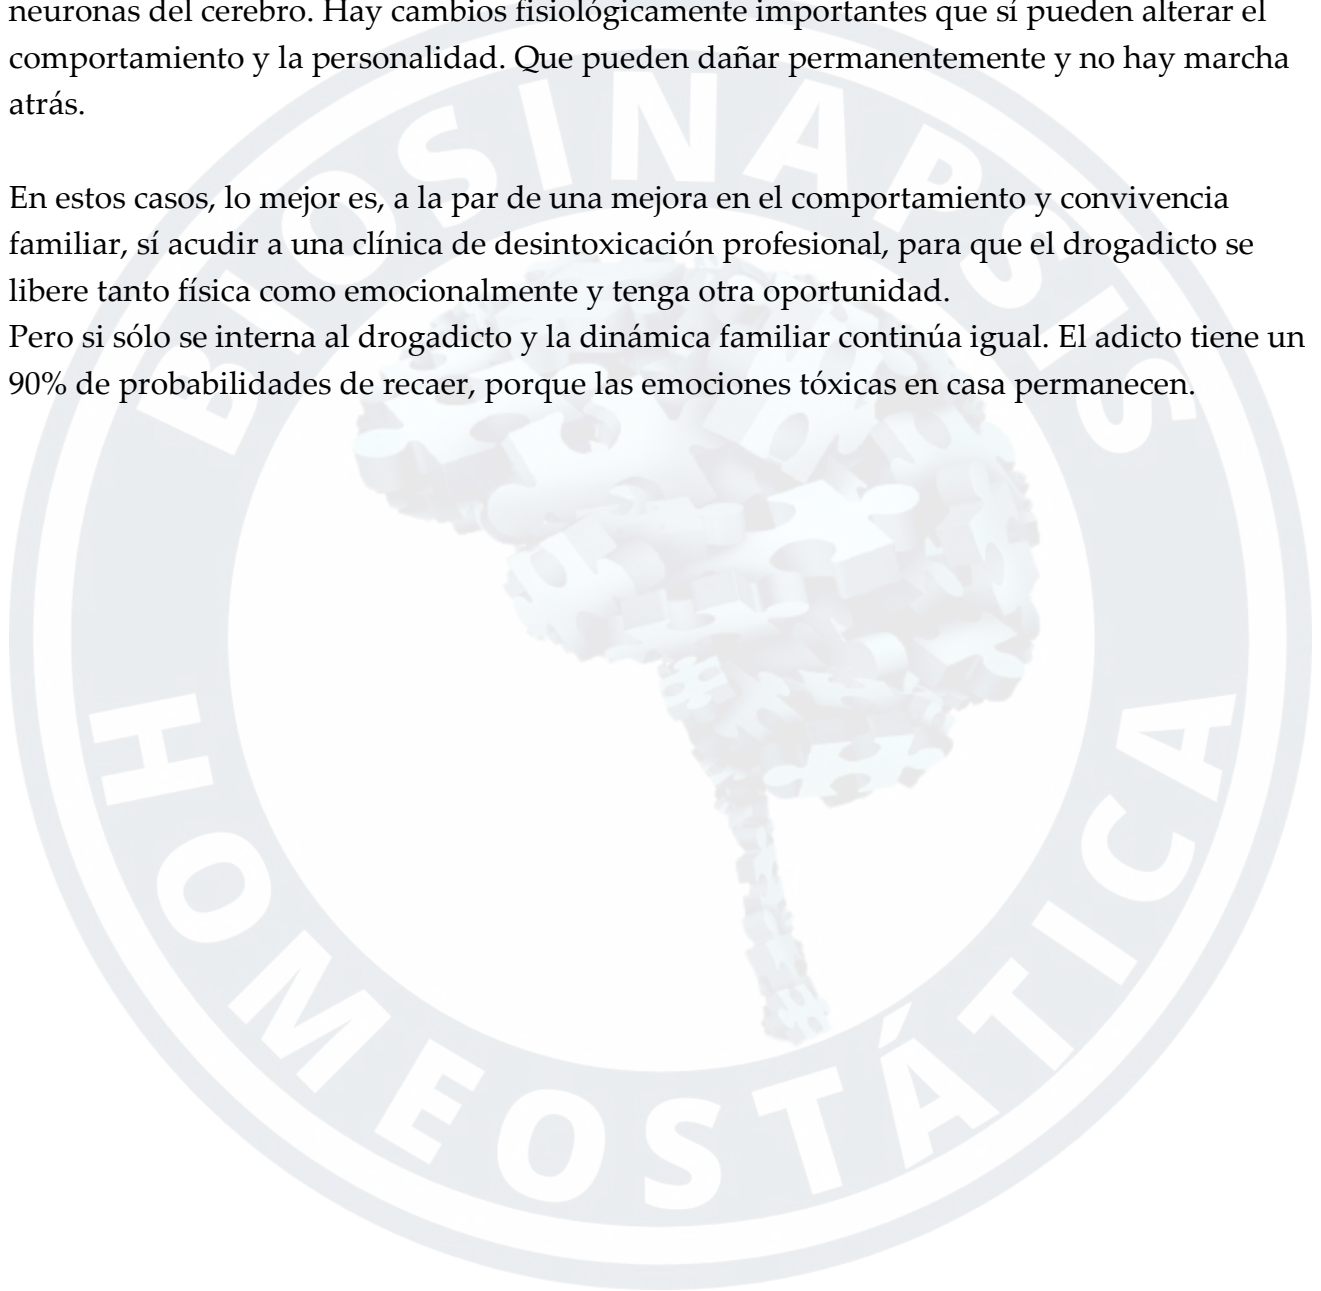 neuronas del cerebro. Hay cambios fisiológicamente importantes que sí pueden alterar el
comportamiento y la personalidad. Que pueden dañar permanentemente y no hay marcha
atrás.
En estos casos, lo mejor es, a la par de una mejora en el comportamiento y convivencia
familiar, sí acudir a una clínica de desintoxicación profesional, para que el drogadicto se
libere tanto física como emocionalmente y tenga otra oportunidad.
Pero si sólo se interna al drogadicto y la dinámica familiar continúa igual. El adicto tiene un
90% de probabilidades de recaer, porque las emociones tóxicas en casa permanecen.
BIOSINAPSIS
HOMEOSTÁTICA